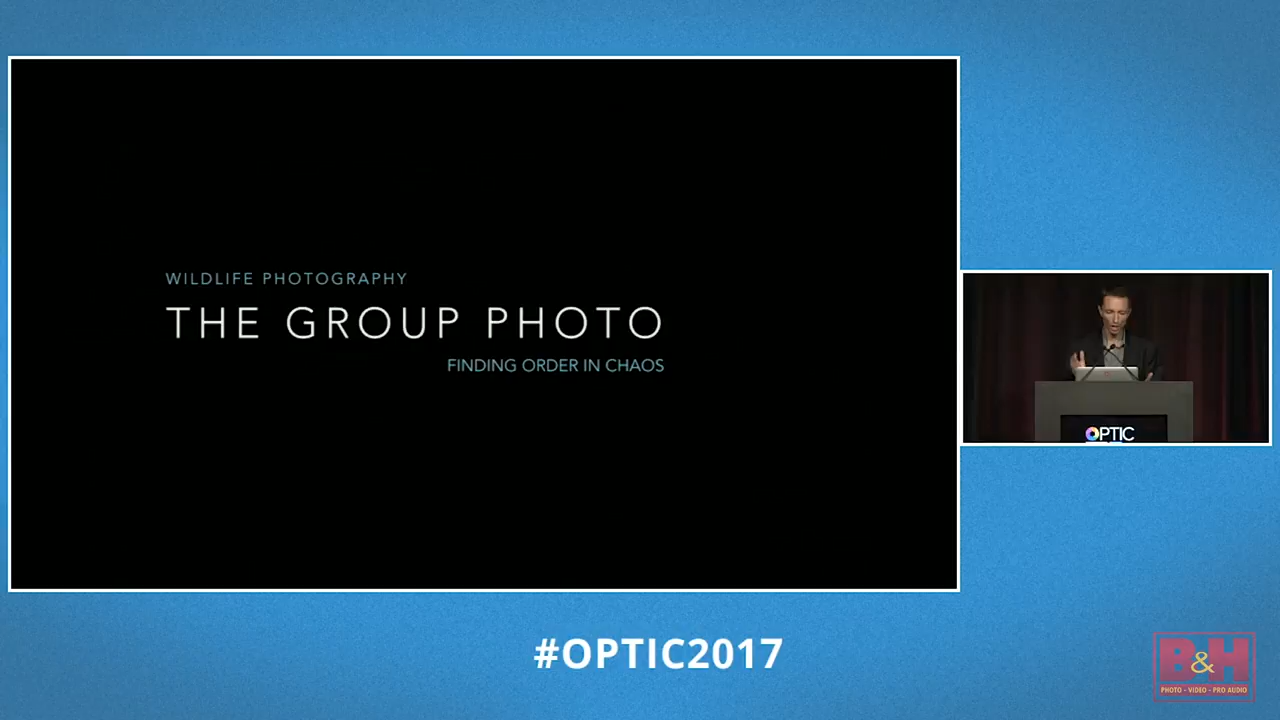 WILDLIFE PHOTOGRAPHY
THE GROUP PHOTO
FINDING ORDER IN CHAOS
OPTIC
#OPTIC2017
B&H
PHOTO - VIDEO - PRO AUDIO